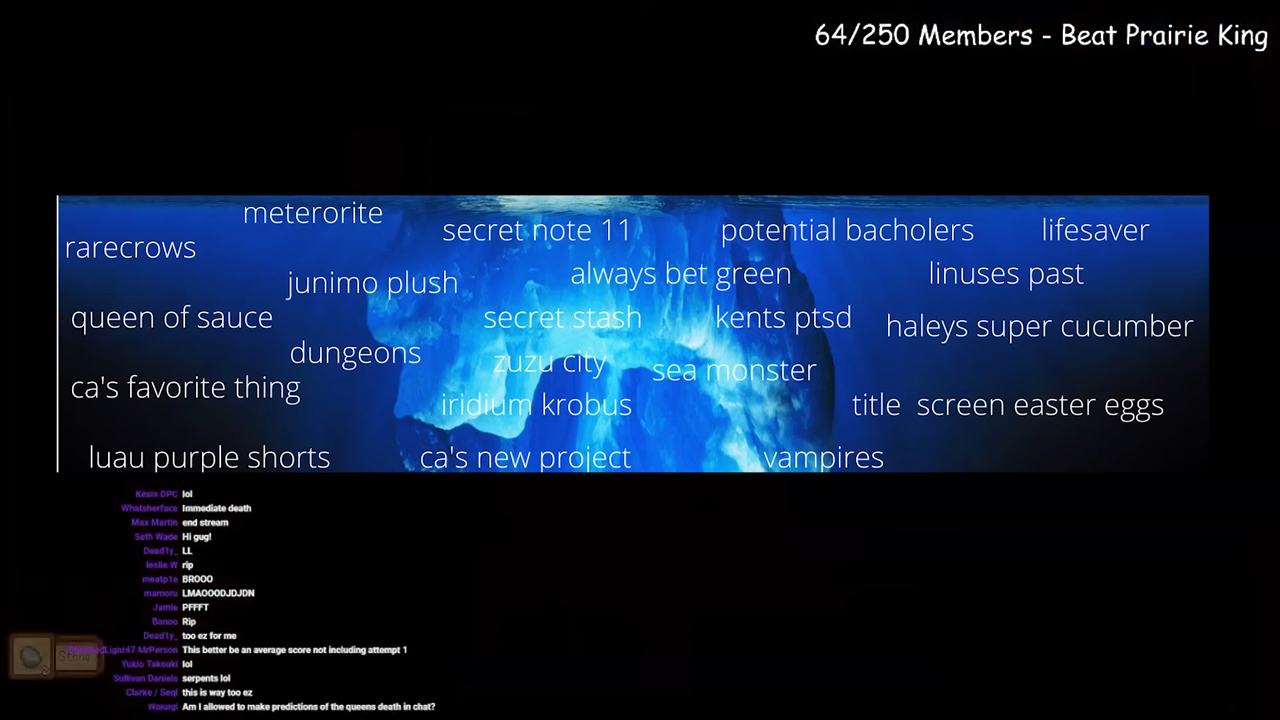 64/250 Members - Beat Prairie King
meterorite
secret note 11
potential bacholers
lifesaver
rarecrows
junimo plush
always bet green
linuses past
queen of sauce
secret stash
kents ptsd
haleys super cucumber
dungeons
zuzu city
sea monster
ca's favorite thing
iridium krobus
title screen easter eggs
luau purple shorts
ca's new project
vampires
Kesin DPC lol
Whatsherface Immediate death
Max Martin end stream
Seth Wade Hi gug!
Dead1y_ LL
leslie W rip
meatp1e BROOO
mamoru LMAOOODJDJDN
Jamie PFFFT
Banoo Rip
Dead1y_ too ez for me
MrPerson This better be an average score not including attempt 1
Yukio Takouki lol
Sullivan Daniels serpents lol
Clarke / Seql this is way too ez
Am I allowed to make predictions of the queens death in chat?
Stone